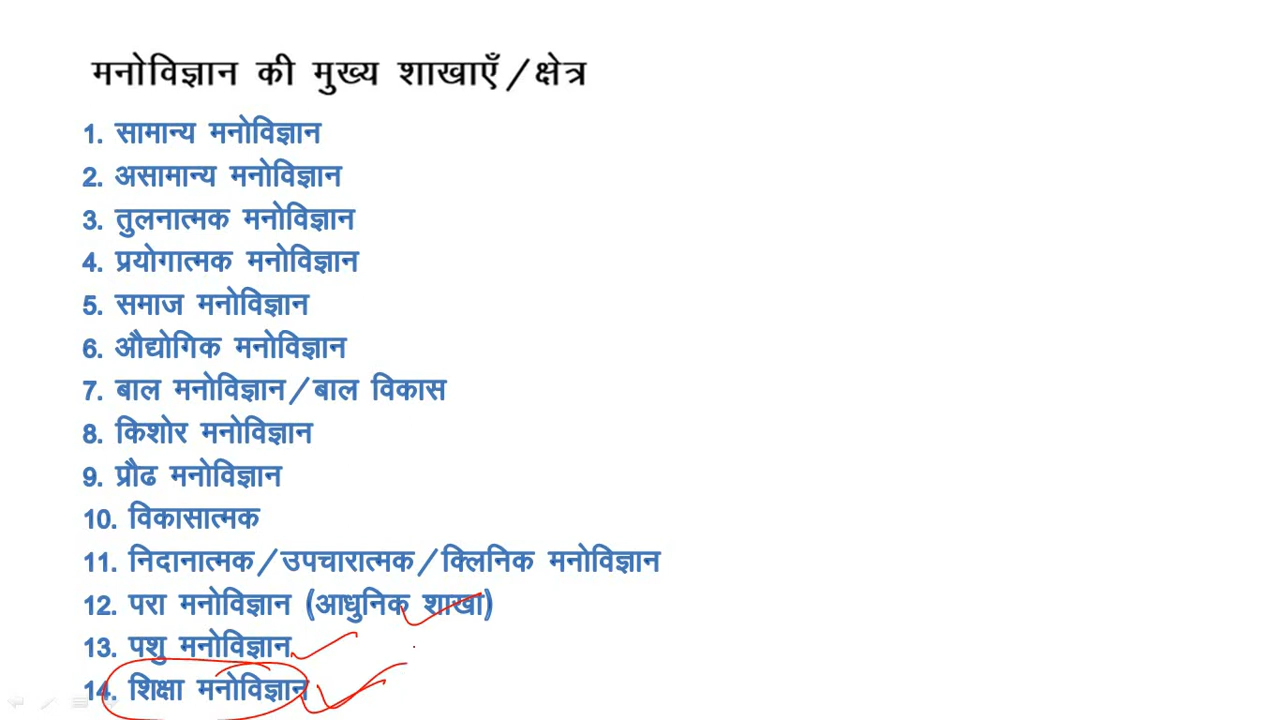 मनोविज्ञान की मुख्य शाखाएँ/क्षेत्र
1. सामान्य मनोविज्ञान
2. असामान्य मनोविज्ञान
3. तुलनात्मक मनोविज्ञान
4. प्रयोगात्मक मनोविज्ञान
5. समाज मनोविज्ञान
6. औद्योगिक मनोविज्ञान
7. बाल मनोविज्ञान/बाल विकास
8. किशोर मनोविज्ञान
9. प्रौढ मनोविज्ञान
10. विकासात्मक
11. निदानात्मक/उपचारात्मक/क्लिनिक मनोविज्ञान
12. परा मनोविज्ञान (आधुनिक शाखा)
13. पशु मनोविज्ञान
14. शिक्षा मनोविज्ञान